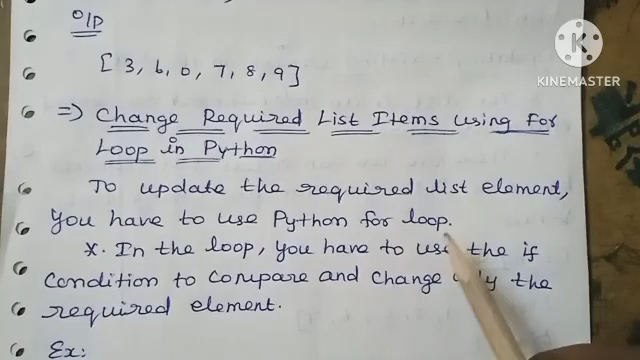 O/P
[ 3, 6, 0, 7, 8, 9]
KINEMASTER
=) Change Required List Items using for
Loop in Python
To update the required list element,
you have to use Python for loop.
*. In the loop, you have to use the if
condition to compare and change only the
required element.
Ex: